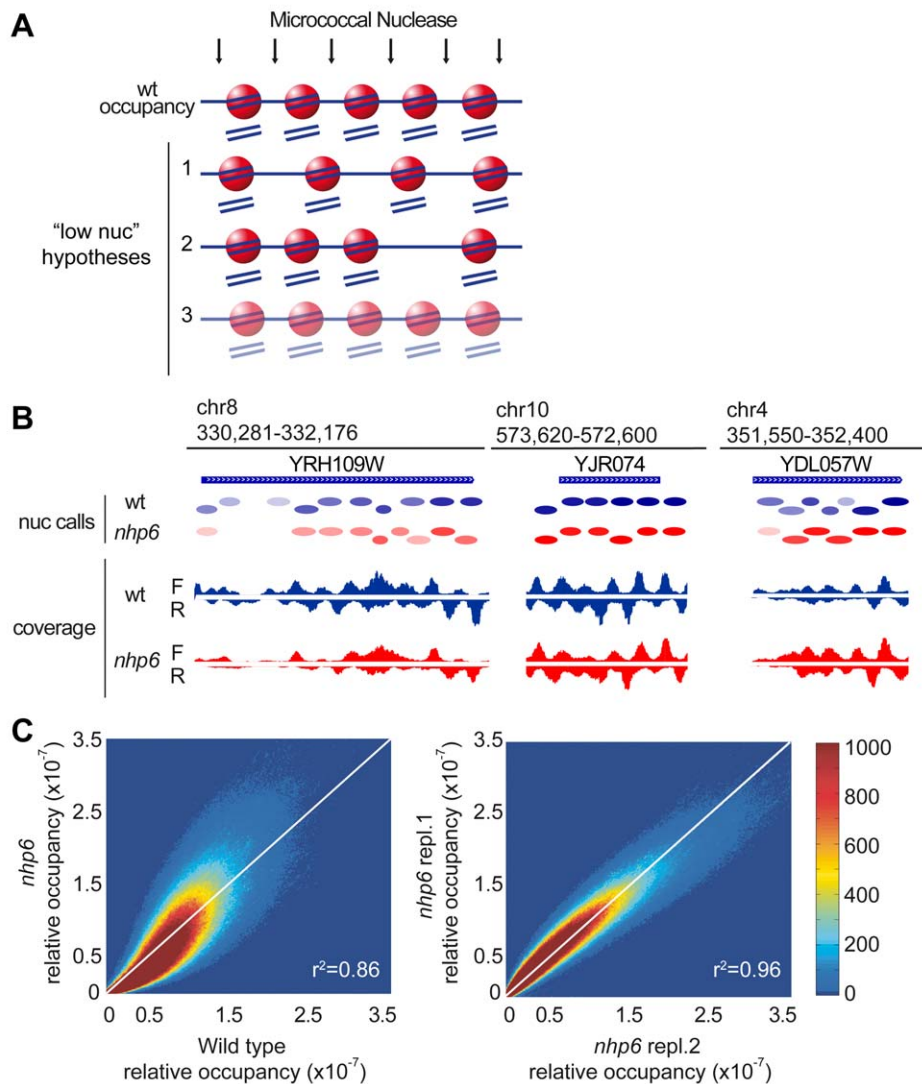 A
Micrococcal Nuclease
wt
occupancy
"low nuc"
hypotheses
1
2
3
B
chr8
330,281-332,176
chr10
573,620-572,600
chr4
351,550-352,400
YRH109W
YJR074
YDL057W
nuc calls
wt
nhp6
coverage
wt
F
R
nhp6
F
R
C
nhp6
relative occupancy (x10-7)
3.5
2.5
1.5
0.5
0
r2=0.86
0 0.5 1.5 2.5 3.5
Wild type
relative occupancy (x10-7)
nhp6 repl.1
relative occupancy (x10-7)
3.5
2.5
1.5
0.5
0
r2=0.96
0 0.5 1.5 2.5 3.5
nhp6 repl.2
relative occupancy (x10-7)
1000
800
600
400
200
0